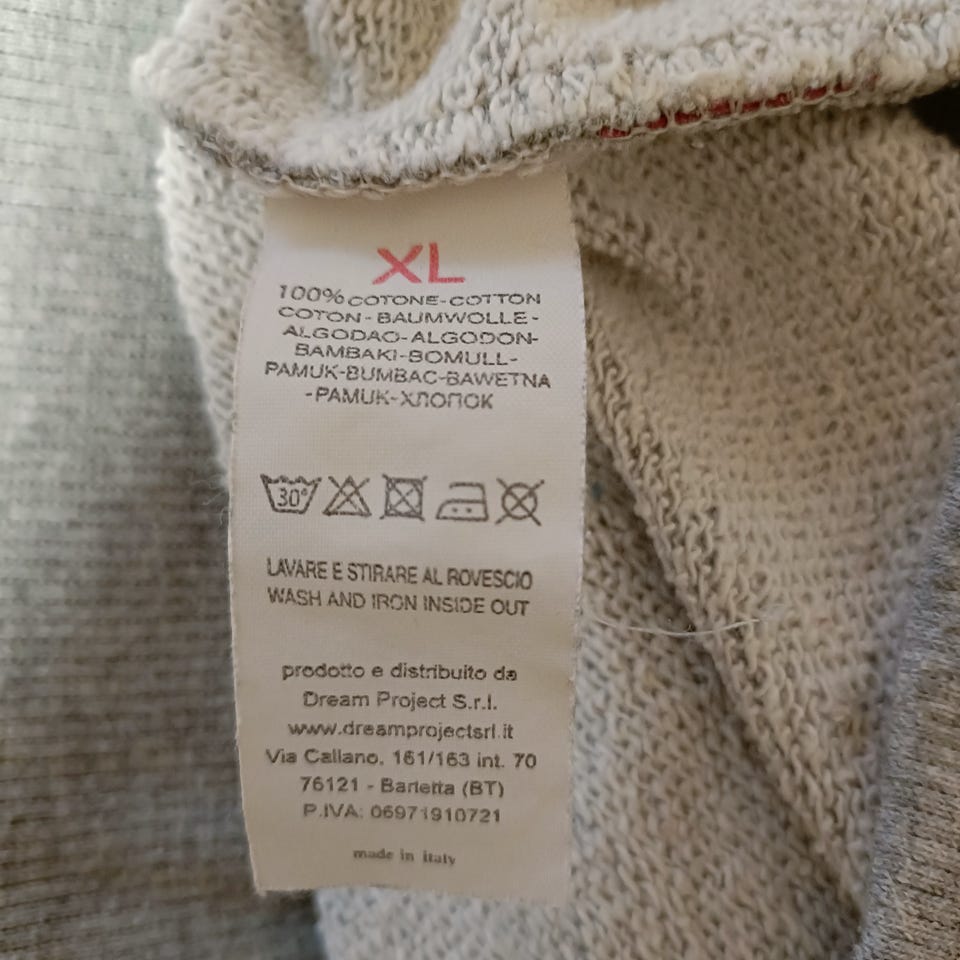 XL
100% COTONE-COTTON
COTON-BAUMWOLLE-
ALGODAO-ALGODON-
BAMBAKI-BOMULL-
PAMUK-BUMBAC-BAWETNA
-PAMUK-ХЛОПОК
30°
LAVARE E STIRARE AL ROVESCIO
WASH AND IRON INSIDE OUT
prodotto e distribuito da
Dream Project S.r.l.
www.dreamprojectsrl.it
Via Callano, 161/163 int. 70
76121 - Barletta (BT)
P.IVA: 06971910721
made in italy